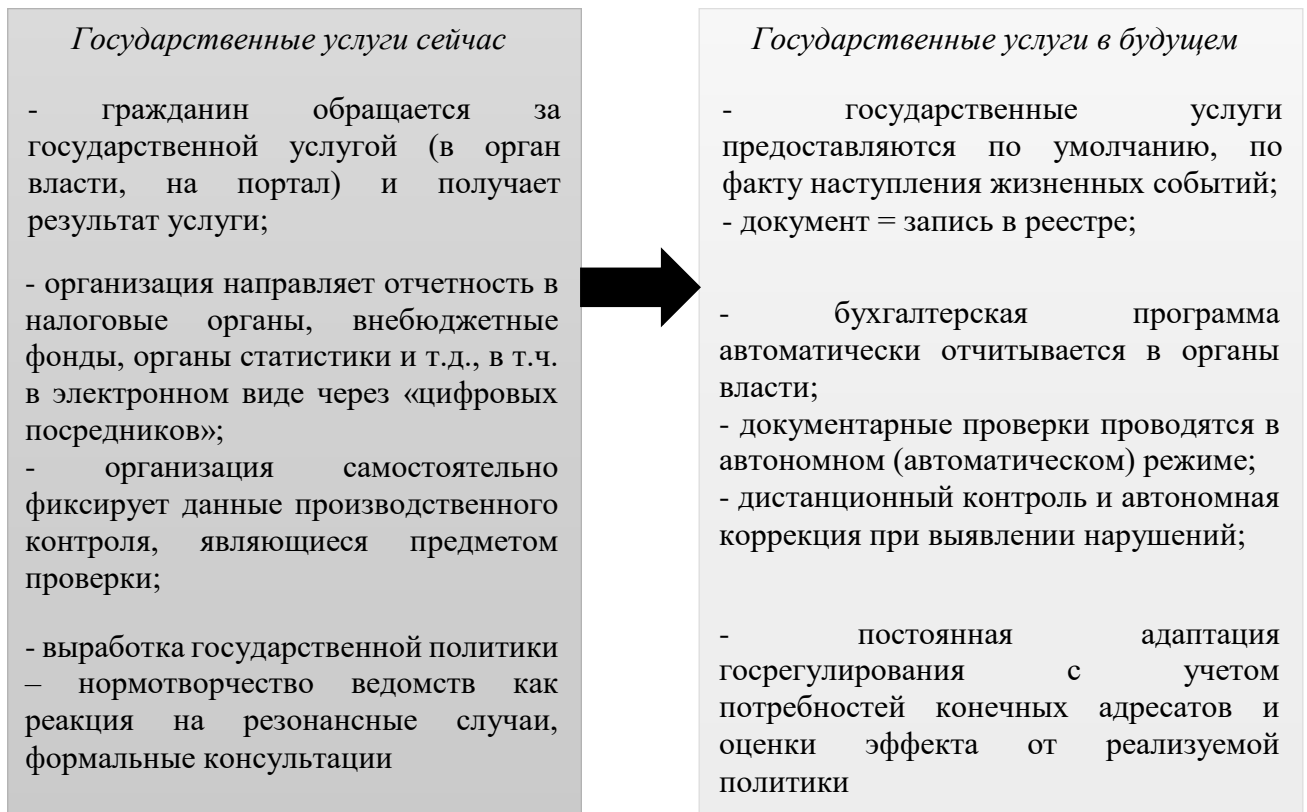 Государственные услуги сейчас
- гражданин обращается за
государственной услугой (в орган
власти, на портал) и получает
результат услуги;
- организация направляет отчетность в
налоговые органы, внебюджетные
фонды, органы статистики и т.д., в т.ч.
в электронном виде через «цифровых
посредников»;
- организация самостоятельно
фиксирует данные производственного
контроля, являющиеся предметом
проверки;
- выработка государственной политики
– нормотворчество ведомств как
реакция на резонансные случаи,
формальные консультации
Государственные услуги в будущем
- государственные услуги
предоставляются по умолчанию, по
факту наступления жизненных событий;
- документ = запись в реестре;
- бухгалтерская программа
автоматически отчитывается в органы
власти;
- документарные проверки проводятся в
автономном (автоматическом) режиме;
- дистанционный контроль и автономная
коррекция при выявлении нарушений;
- постоянная адаптация
госрегулирования с учетом
потребностей конечных адресатов и
оценки эффекта от реализуемой
политики